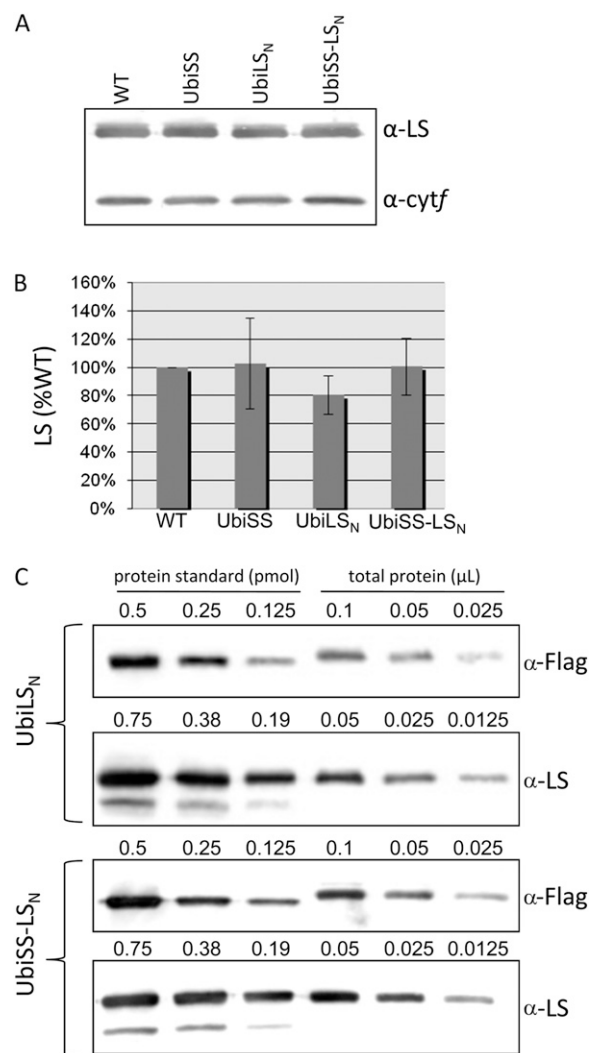 A
WT
UbiSS
UbiLSN
UbiSS-LSN
α-LS
α-cytf
B
160%
140%
120%
100%
80%
60%
40%
20%
0%
LS (%WT)
WT UbiSS UbiLSN UbiSS-LSN
C
protein standard (pmol) total protein (µL)
0.5 0.25 0.125 0.1 0.05 0.025
α-Flag
UbiLSN
0.75 0.38 0.19 0.05 0.025 0.0125
α-LS
0.5 0.25 0.125 0.1 0.05 0.025
α-Flag
UbiSS-LSN
0.75 0.38 0.19 0.05 0.025 0.0125
α-LS